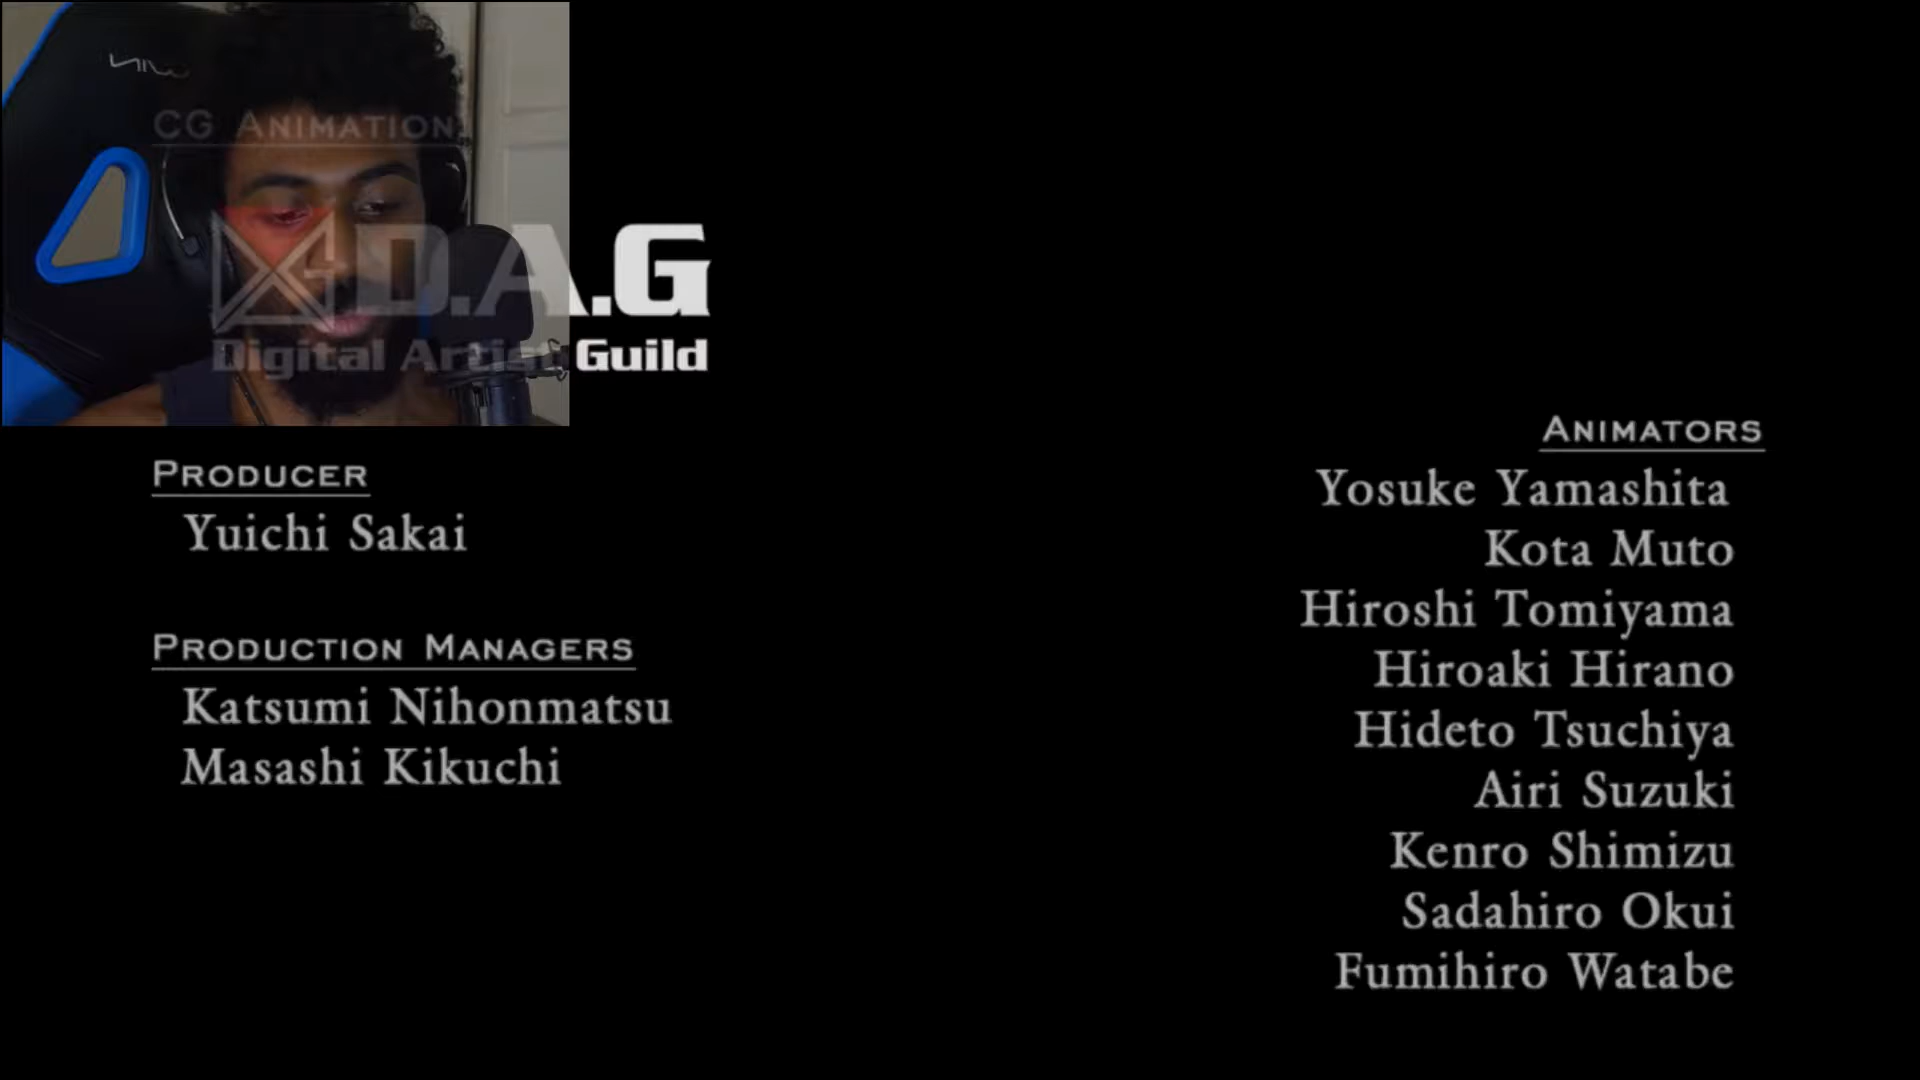 CG Animation
D.A.G
Digital Artist Guild
Producer
Yuichi Sakai
Production Managers
Katsumi Nihonmatsu
Masashi Kikuchi
Animators
Yosuke Yamashita
Kota Muto
Hiroshi Tomiyama
Hiroaki Hirano
Hideto Tsuchiya
Airi Suzuki
Kenro Shimizu
Sadahiro Okui
Fumihiro Watabe